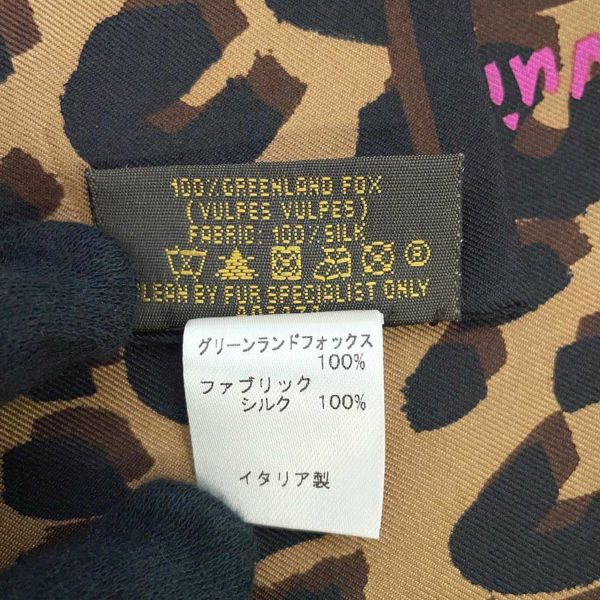 100% GREENLAND FOX
(VULPES VULPES)
FABRIC: 100% SILK
CLEAN BY FUR SPECIALIST ONLY
グリーンランドフォックス
100%
ファブリック
シルク 100%
イタリア製